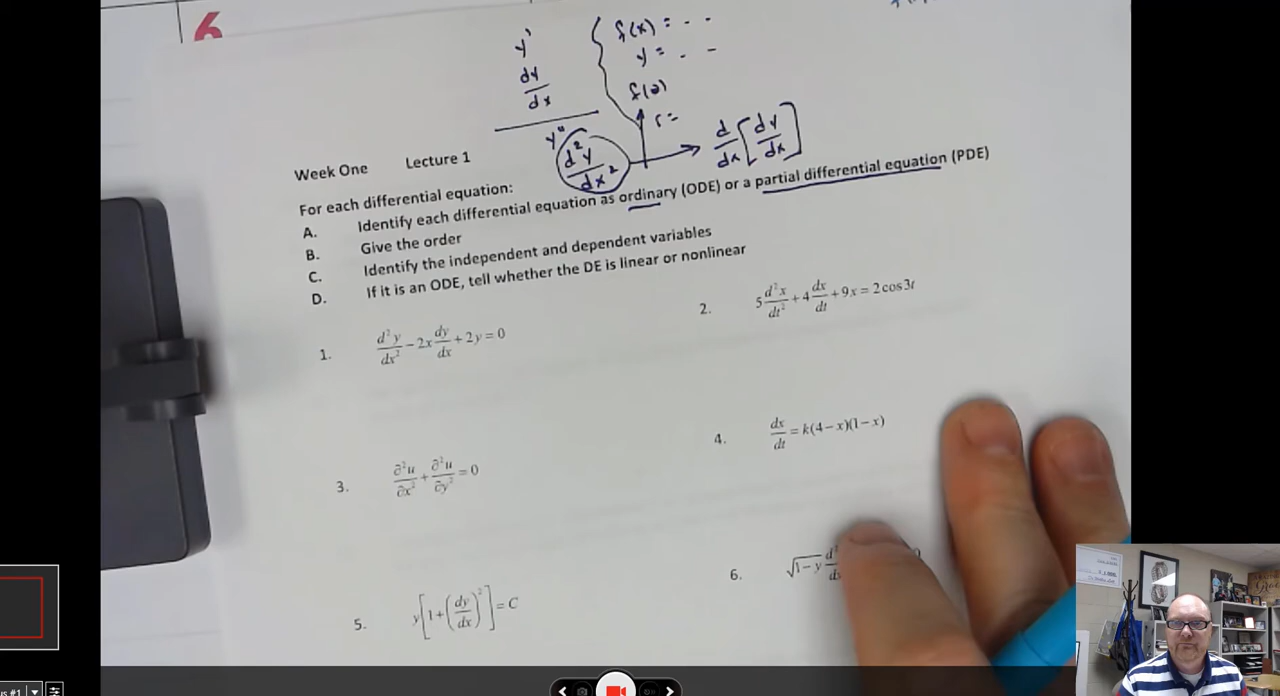 6
y'
dy/dx
y"
d²y/dx²
f(x) = . .
y = . .
f(2)
r =
d/dx [dy/dx]
Week One Lecture 1
For each differential equation:
A. Identify each differential equation as ordinary (ODE) or a partial differential equation (PDE)
B. Give the order
C. Identify the independent and dependent variables
D. If it is an ODE, tell whether the DE is linear or nonlinear
1. d²y/dx² − 2x dy/dx + 2y = 0
2. 5 d²x/dt² + 4 dx/dt + 9x = 2 cos 3t
3. ∂²u/∂x² + ∂²u/∂y² = 0
4. dx/dt = k(4 − x)(1 − x)
5. y[1 + (dy/dx)²] = C
6. √1 − y